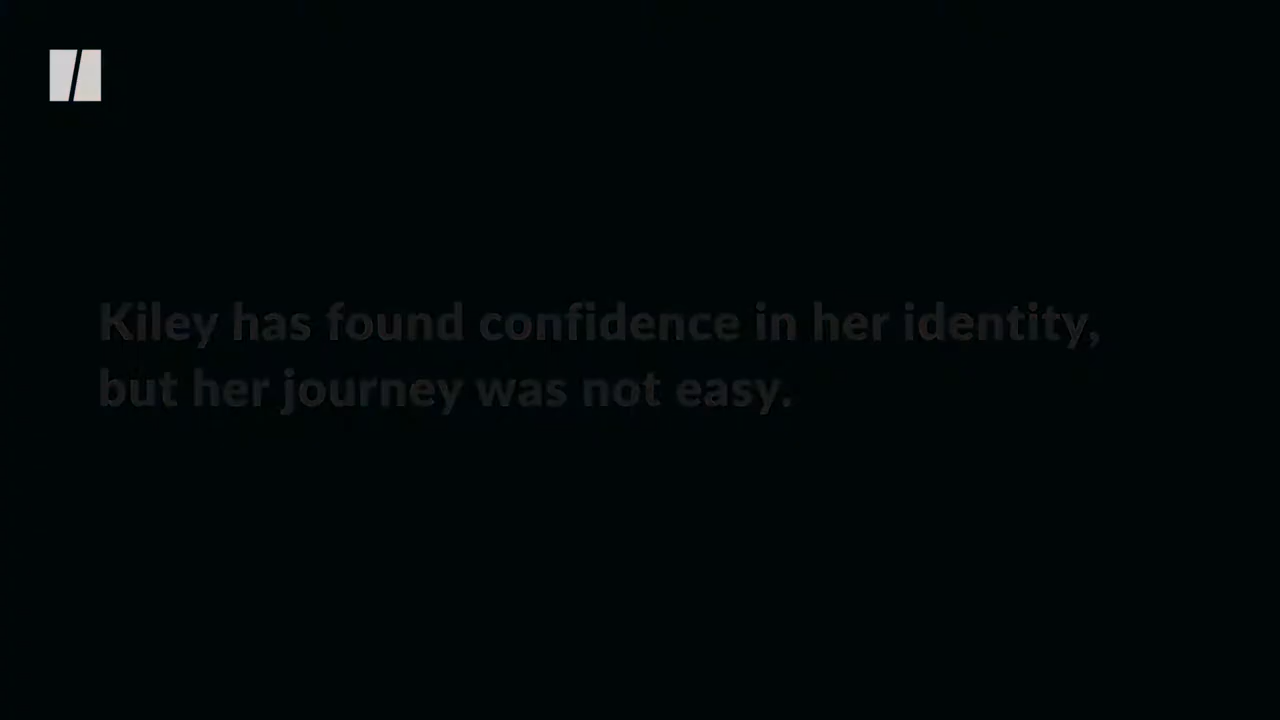 Kiley has found confidence in her identity,
but her journey was not easy.